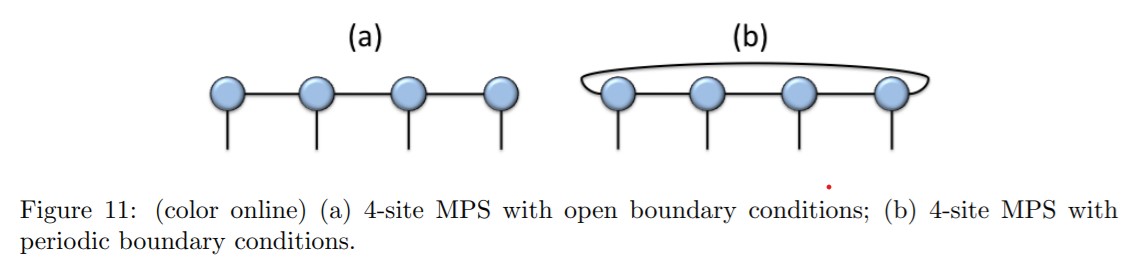 (a) (b)
Figure 11: (color online) (a) 4-site MPS with open boundary conditions; (b) 4-site MPS with
periodic boundary conditions.